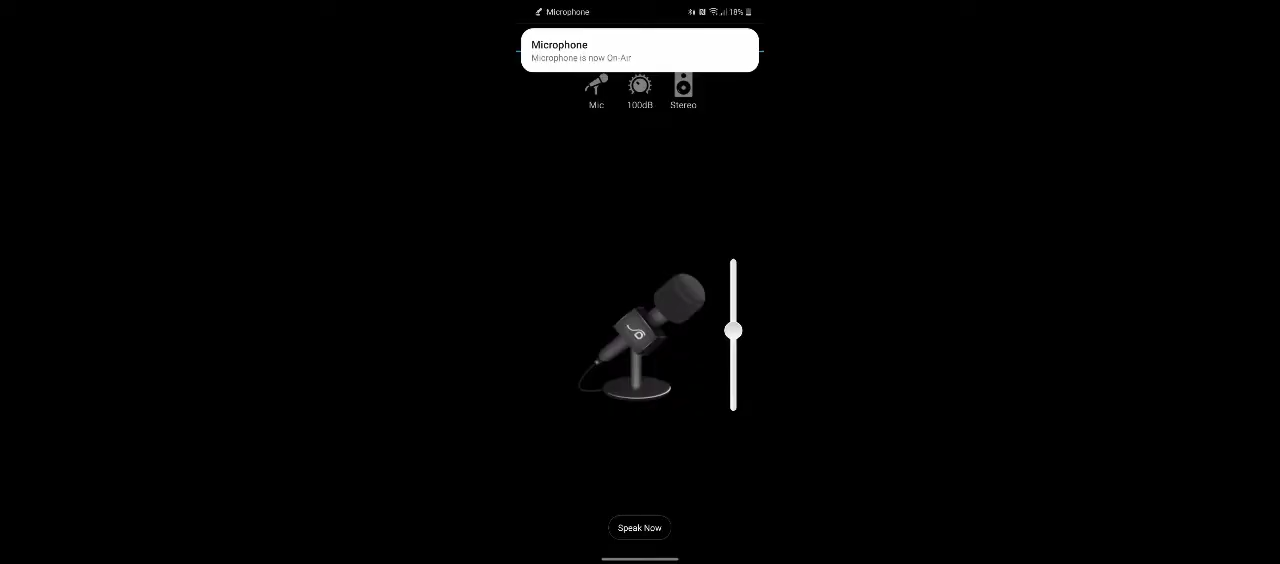 Microphone
18%
Microphone
Microphone is now On-Air
Mic
100dB
Stereo
Speak Now